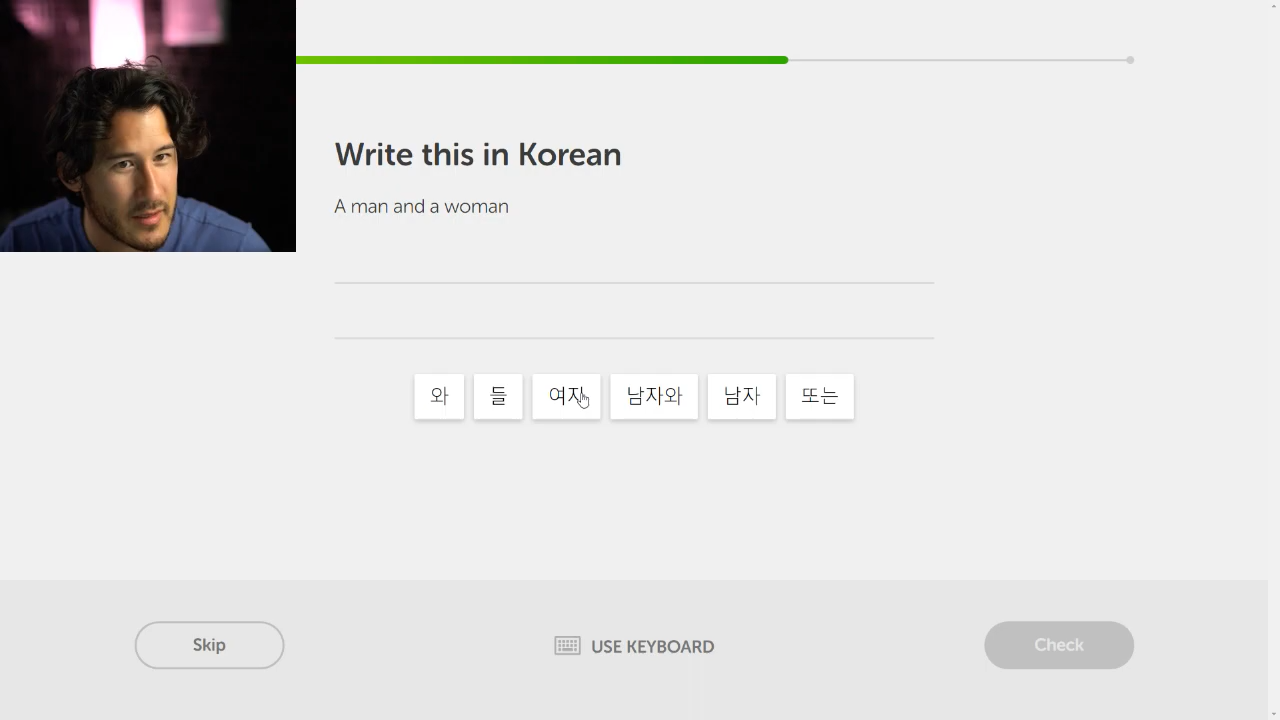 Write this in Korean
A man and a woman
와 들 여자 남자와 남자 또는
Skip USE KEYBOARD Check